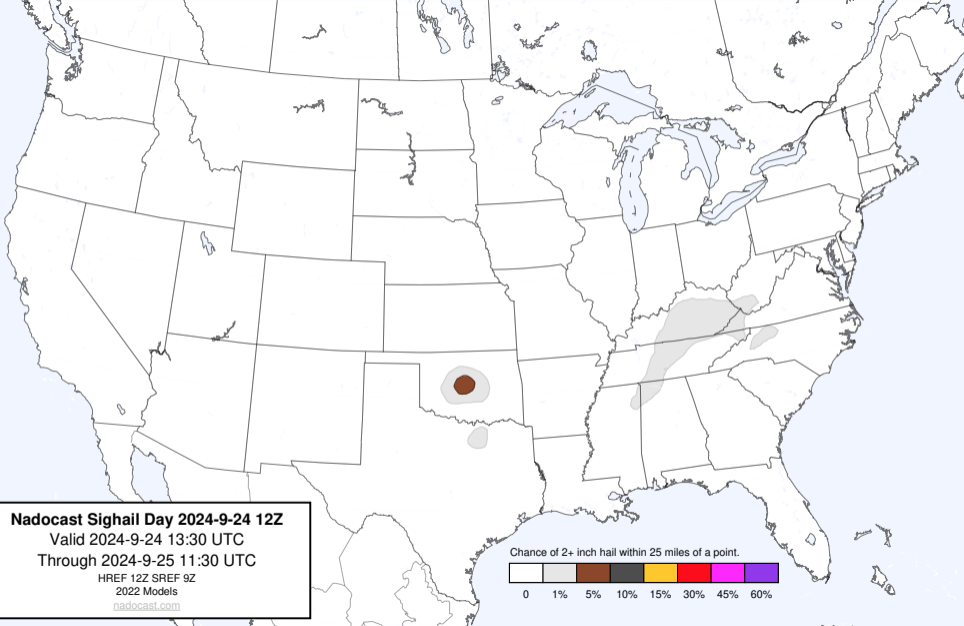 Nadocast Sighail Day 2024-9-24 12Z
Valid 2024-9-24 13:30 UTC
Through 2024-9-25 11:30 UTC
HREF 12Z SREF 9Z
2022 Models
nadocast.com
Chance of 2+ inch hail within 25 miles of a point.
0 1% 5% 10% 15% 30% 45% 60%